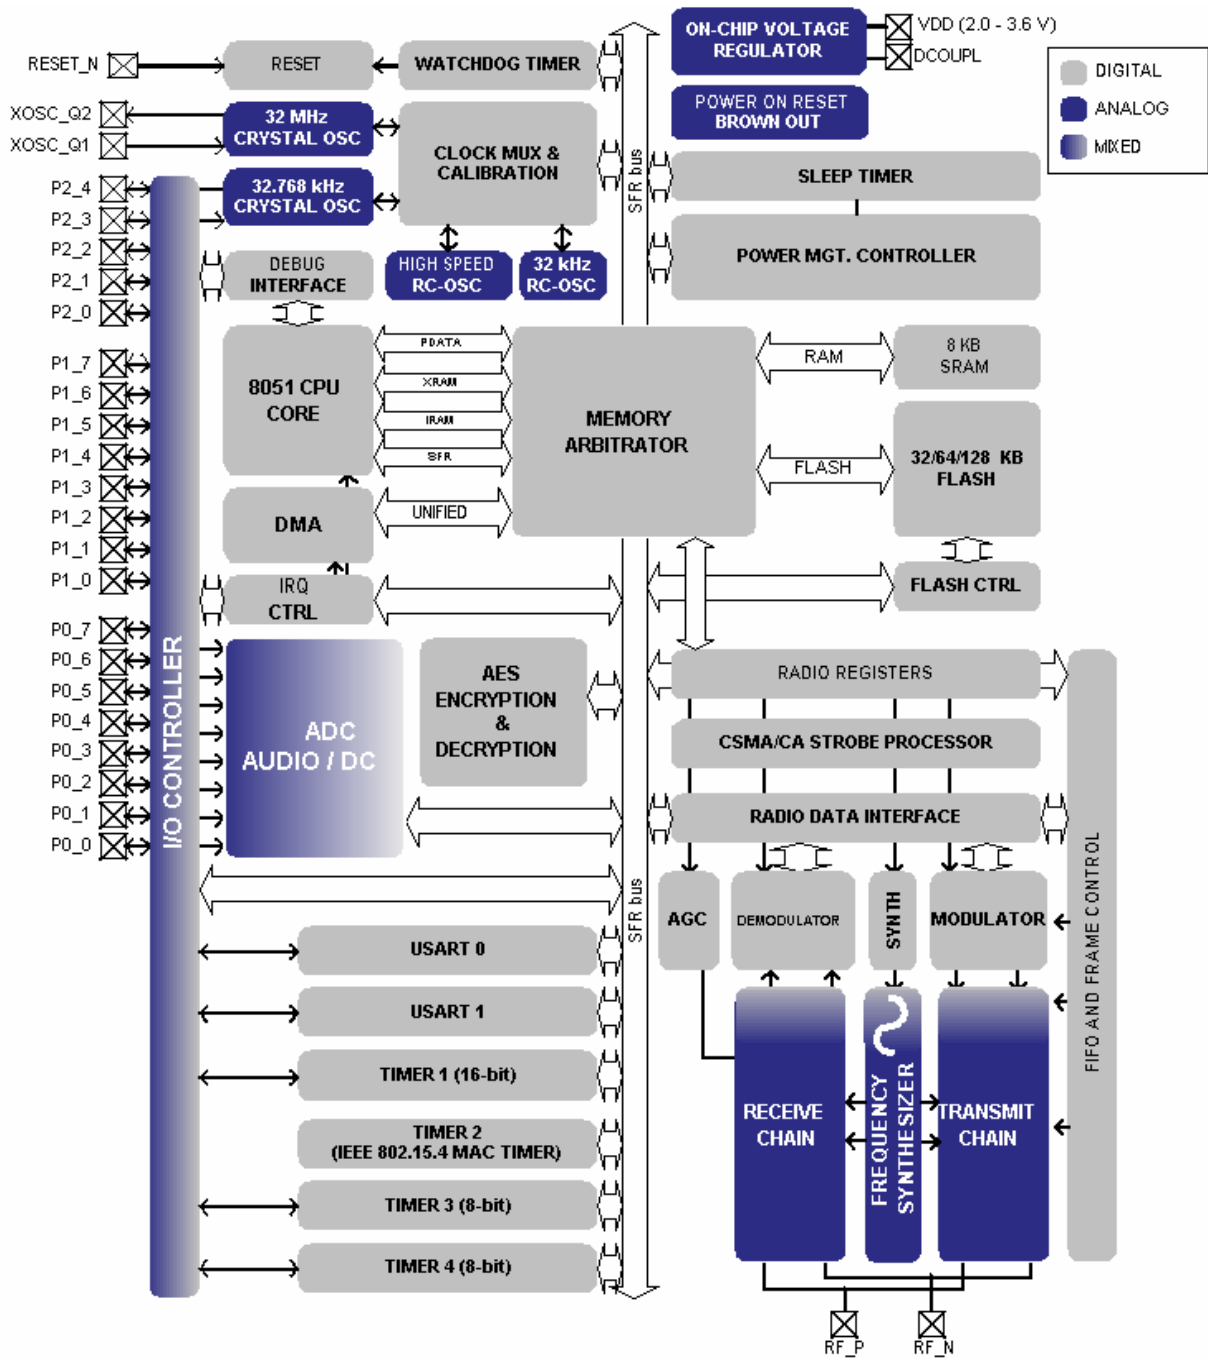 RESET_N
XOSC_Q2
XOSC_Q1
P2_4
P2_3
P2_2
P2_1
P2_0
P1_7
P1_6
P1_5
P1_4
P1_3
P1_2
P1_1
P1_0
P0_7
P0_6
P0_5
P0_4
P0_3
P0_2
P0_1
P0_0
I/O CONTROLLER
RESET
WATCHDOG TIMER
32 MHz
CRYSTAL OSC
32.768 kHz
CRYSTAL OSC
CLOCK MUX &
CALIBRATION
DEBUG
INTERFACE
HIGH SPEED
RC-OSC
32 kHz
RC-OSC
SFR bus
ON-CHIP VOLTAGE
REGULATOR
VDD (2.0 - 3.6 V)
DCOUPL
POWER ON RESET
BROWN OUT
DIGITAL
ANALOG
MIXED
SLEEP TIMER
POWER MGT. CONTROLLER
8051 CPU
CORE
PDATA
XRAM
IRAM
SFR
DMA
UNIFIED
MEMORY
ARBITRATOR
RAM
8 KB
SRAM
FLASH
32/64/128 KB
FLASH
IRQ
CTRL
FLASH CTRL
ADC
AUDIO / DC
AES
ENCRYPTION
&
DECRYPTION
RADIO REGISTERS
CSMA/CA STROBE PROCESSOR
RADIO DATA INTERFACE
FIFO AND FRAME CONTROL
SFR bus
AGC
DEMODULATOR
SYNTH
MODULATOR
USART 0
USART 1
TIMER 1 (16-bit)
TIMER 2
(IEEE 802.15.4 MAC TIMER)
TIMER 3 (8-bit)
TIMER 4 (8-bit)
RECEIVE
CHAIN
FREQUENCY
SYNTHESIZER
TRANSMIT
CHAIN
RF_P
RF_N